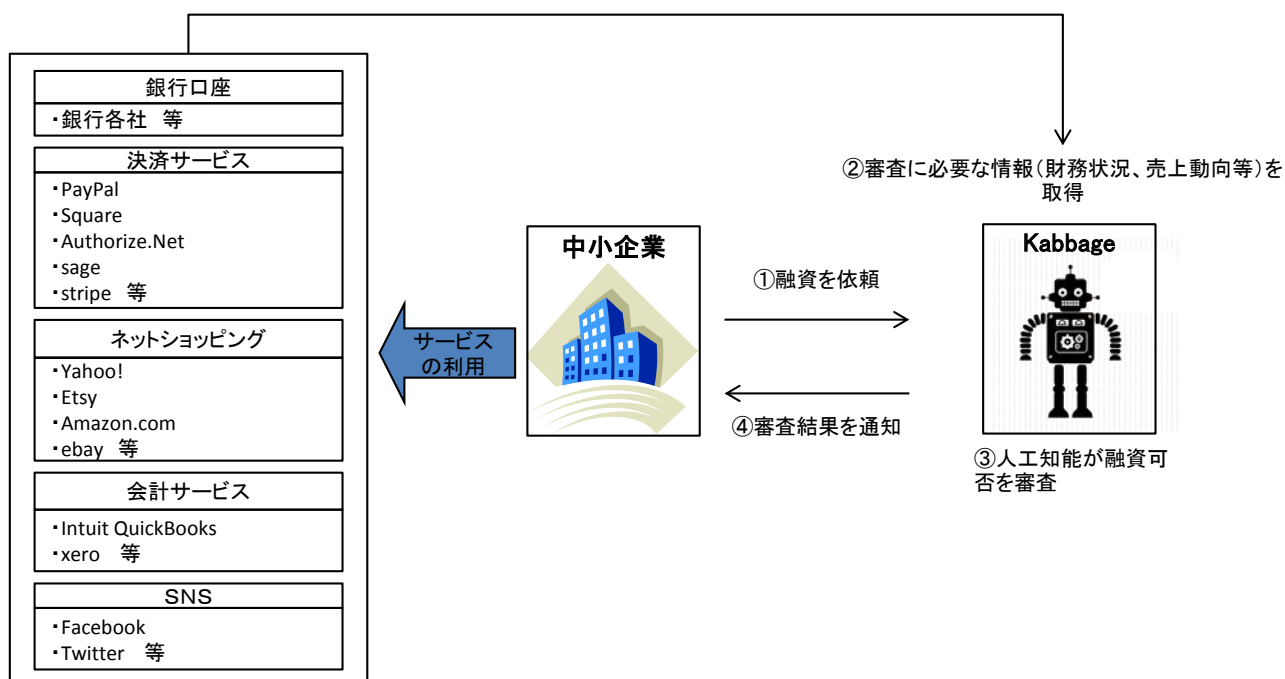 銀行口座
・銀行各社 等
決済サービス
・PayPal
・Square
・Authorize.Net
・sage
・stripe 等
ネットショッピング
・Yahoo!
・Etsy
・Amazon.com
・ebay 等
会計サービス
・Intuit QuickBooks
・xero 等
SNS
・Facebook
・Twitter 等
サービス
の利用
中小企業
①融資を依頼
④審査結果を通知
②審査に必要な情報(財務状況、売上動向等)を
取得
Kabbage
③人工知能が融資可
否を審査